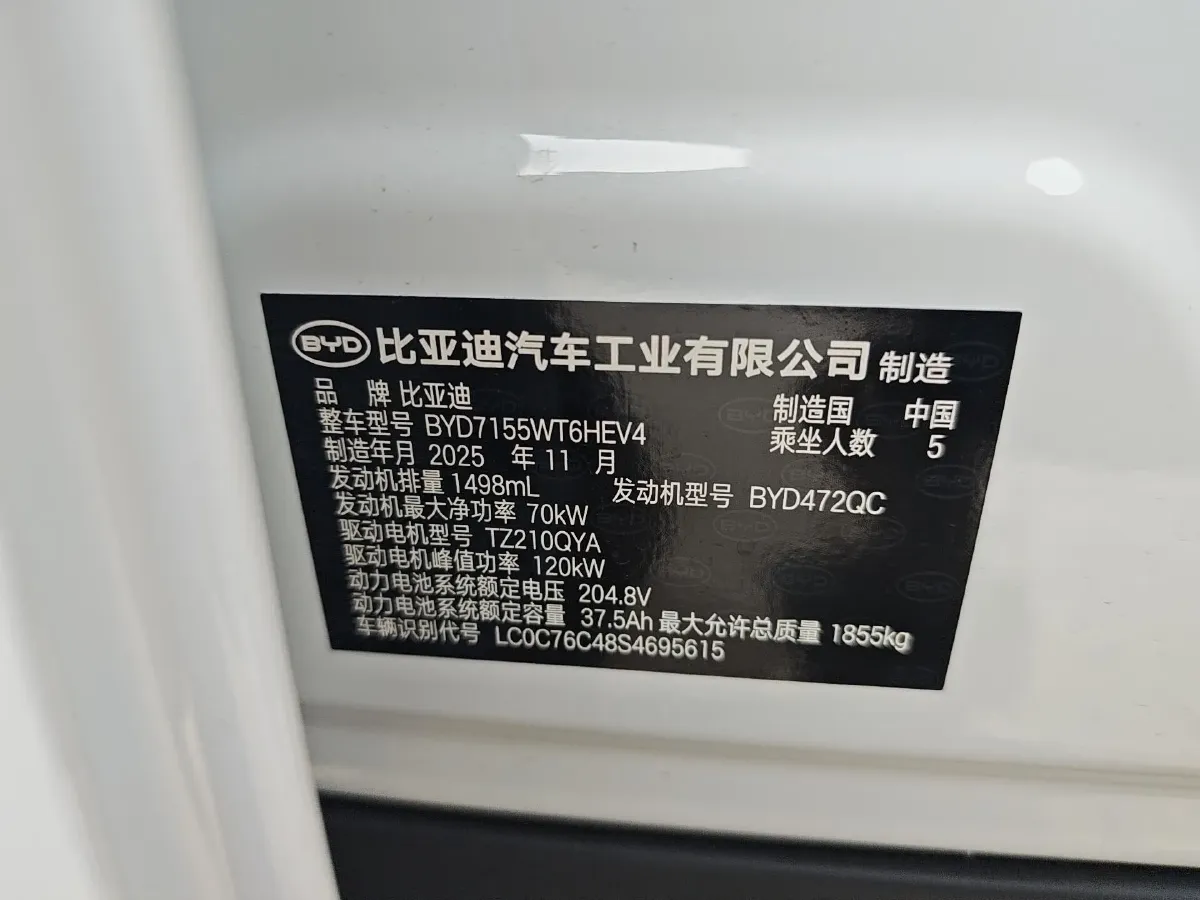 BYD 比亚迪汽车工业有限公司 制造
品 牌 比亚迪 制造国 中国
整车型号 BYD7155WT6HEV4 乘坐人数 5
制造年月 2025 年 11 月
发动机排量 1498mL 发动机型号 BYD472QC
发动机最大净功率 70kW
驱动电机型号 TZ210QYA
驱动电机峰值功率 120kW
动力电池系统额定电压 204.8V
动力电池系统额定容量 37.5Ah 最大允许总质量 1855kg
车辆识别代号 LC0C76C48S4695615